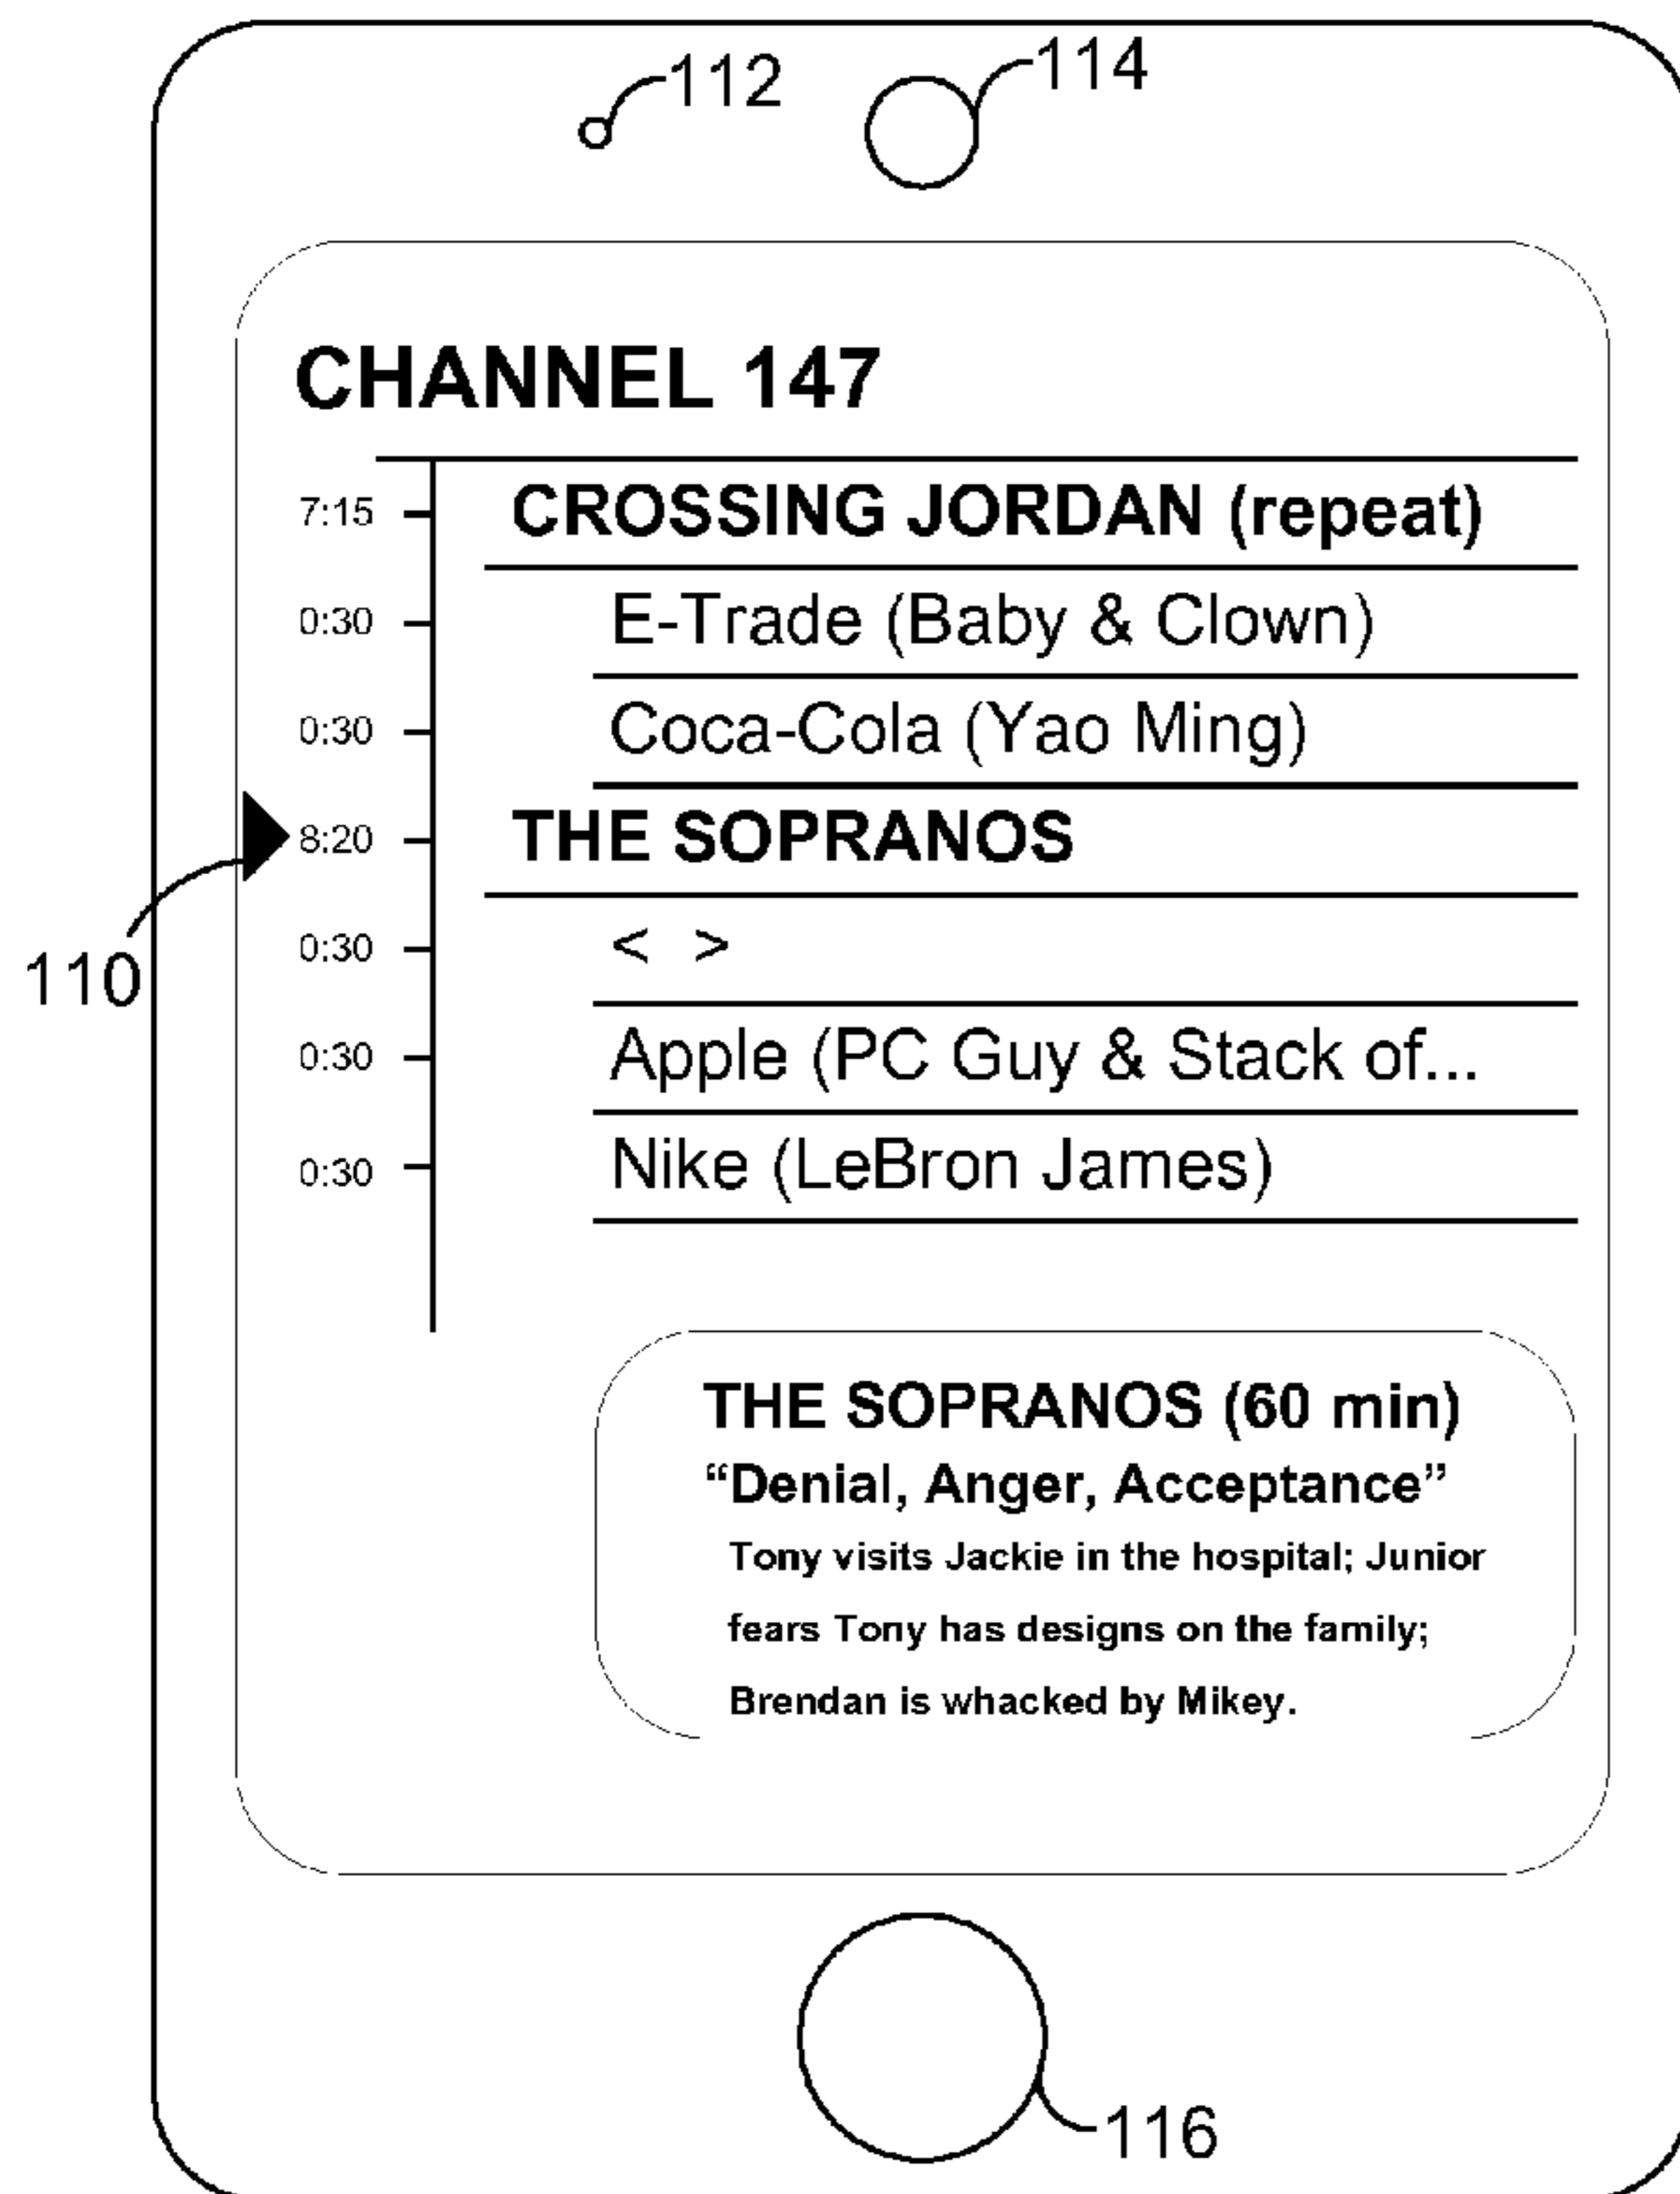 112
114
CHANNEL 147
7:15 CROSSING JORDAN (repeat)
0:30 E-Trade (Baby & Clown)
0:30 Coca-Cola (Yao Ming)
8:20 THE SOPRANOS
110
0:30 < >
0:30 Apple (PC Guy & Stack of...
0:30 Nike (LeBron James)
THE SOPRANOS (60 min)
“Denial, Anger, Acceptance”
Tony visits Jackie in the hospital; Junior
fears Tony has designs on the family;
Brendan is whacked by Mikey.
116